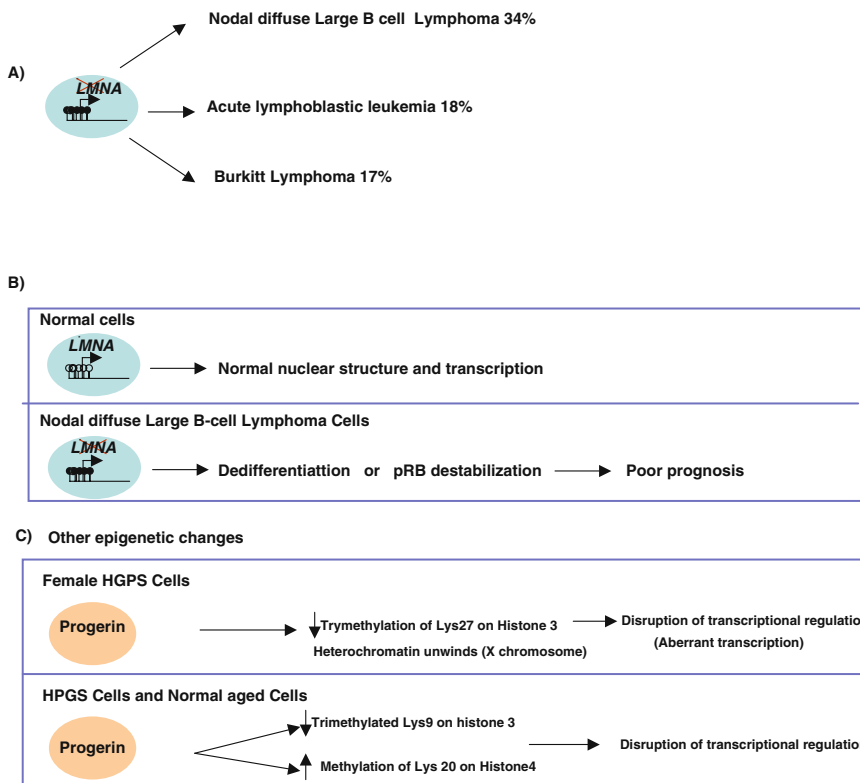 A)
LMNA
Nodal diffuse Large B cell Lymphoma 34%
Acute lymphoblastic leukemia 18%
Burkitt Lymphoma 17%
B)
Normal cells
LMNA
Normal nuclear structure and transcription
Nodal diffuse Large B-cell Lymphoma Cells
LMNA
Dedifferentiattion or pRB destabilization
Poor prognosis
C) Other epigenetic changes
Female HGPS Cells
Progerin
Trymethylation of Lys27 on Histone 3
Heterochromatin unwinds (X chromosome)
Disruption of transcriptional regulatio
(Aberrant transcription)
HPGS Cells and Normal aged Cells
Progerin
Trimethylated Lys9 on histone 3
Methylation of Lys 20 on Histone4
Disruption of transcriptional regulatio